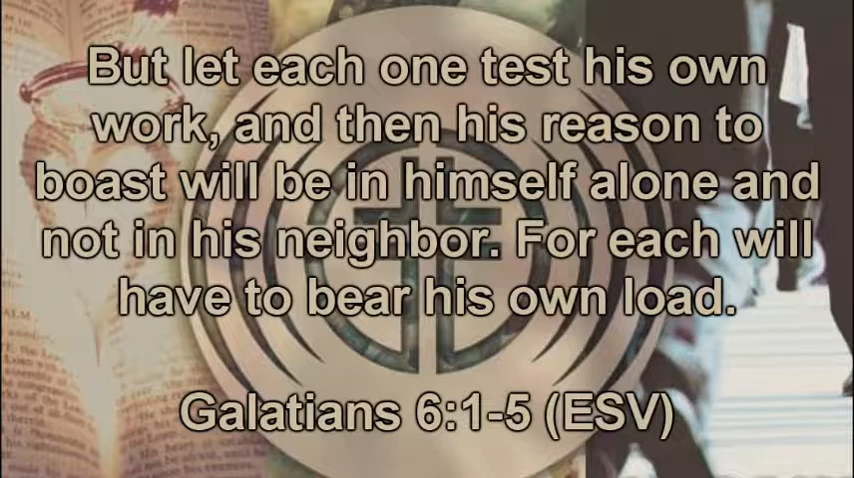 But let each one test his own
work, and then his reason to
boast will be in himself alone and
not in his neighbor. For each will
have to bear his own load.
Galatians 6:1-5 (ESV)